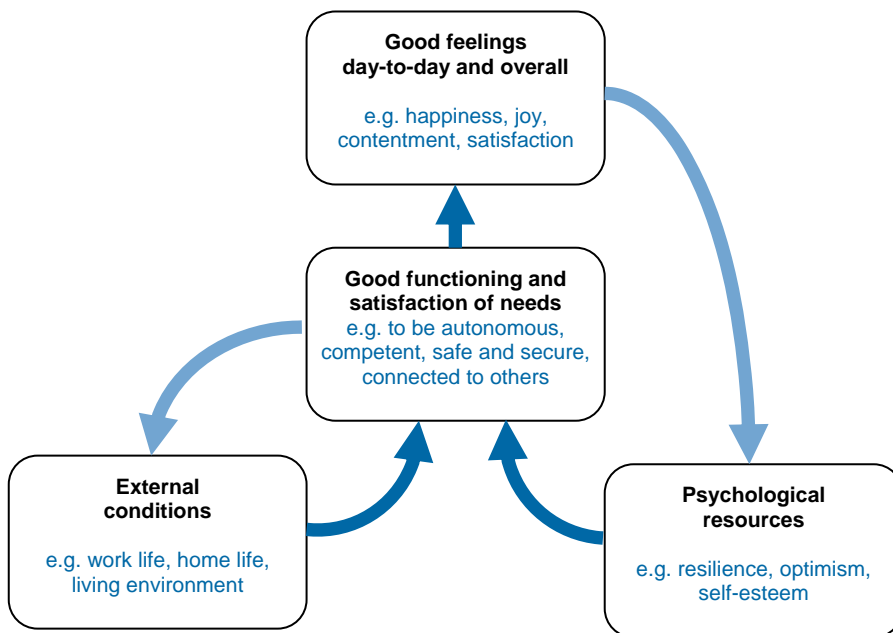 Good feelings
day-to-day and overall
e.g. happiness, joy,
contentment, satisfaction
Good functioning and
satisfaction of needs
e.g. to be autonomous,
competent, safe and secure,
connected to others
External
conditions
e.g. work life, home life,
living environment
Psychological
resources
e.g. resilience, optimism,
self-esteem